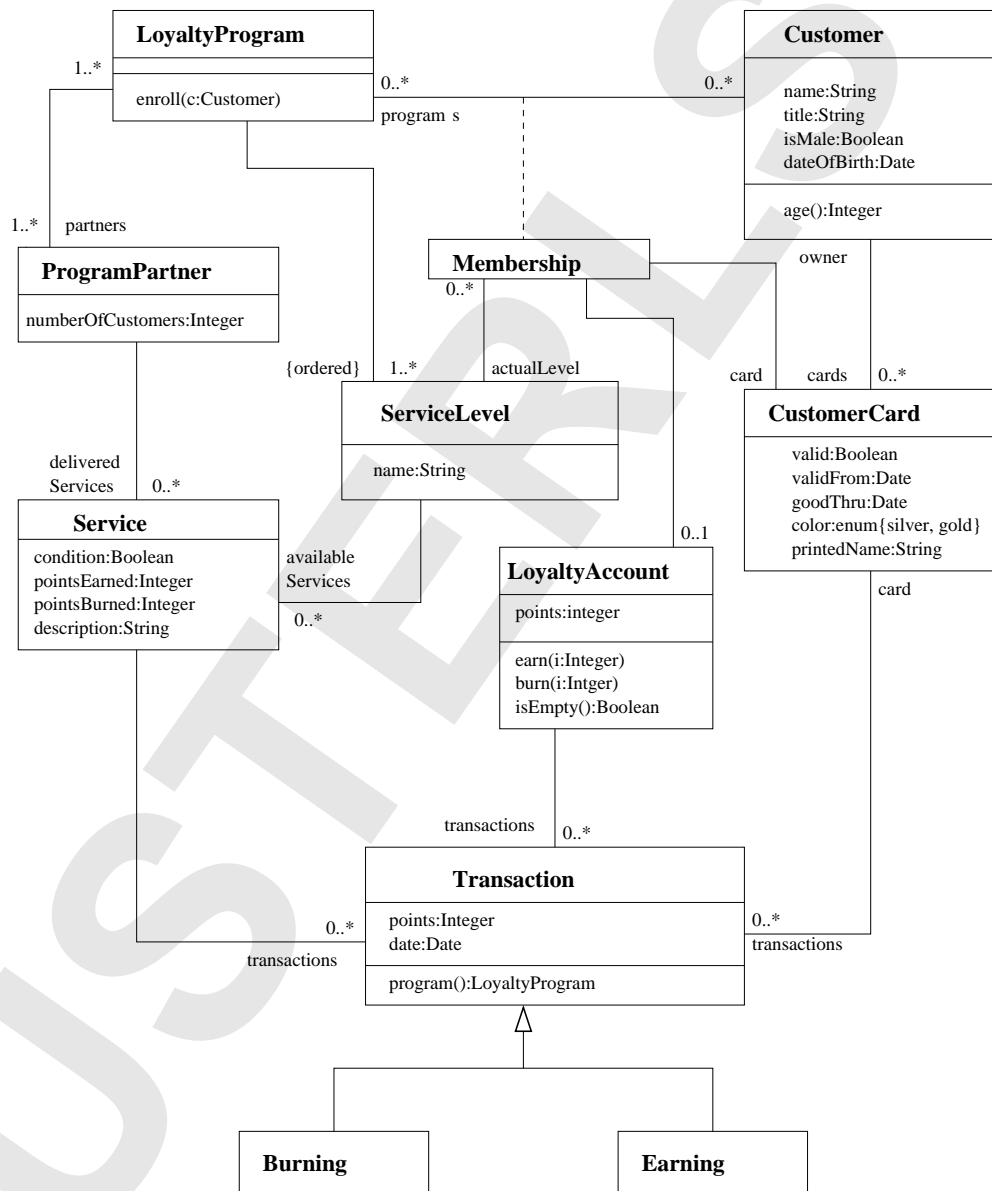 LoyaltyProgram
enroll(c:Customer)
1..*
0..*
program s
0..*
Customer
name:String
title:String
isMale:Boolean
dateOfBirth:Date
age():Integer
1..*
partners
ProgramPartner
numberOfCustomers:Integer
Membership
0..*
owner
{ordered}
1..*
actualLevel
card
cards
0..*
ServiceLevel
name:String
CustomerCard
valid:Boolean
validFrom:Date
goodThru:Date
color:enum{silver, gold}
printedName:String
delivered
Services
0..*
Service
condition:Boolean
pointsEarned:Integer
pointsBurned:Integer
description:String
available
Services
0..*
0..1
LoyaltyAccount
points:integer
earn(i:Integer)
burn(i:Intger)
isEmpty():Boolean
card
transactions
0..*
Transaction
points:Integer
date:Date
program():LoyaltyProgram
0..*
transactions
0..*
transactions
Burning
Earning
USTERLS